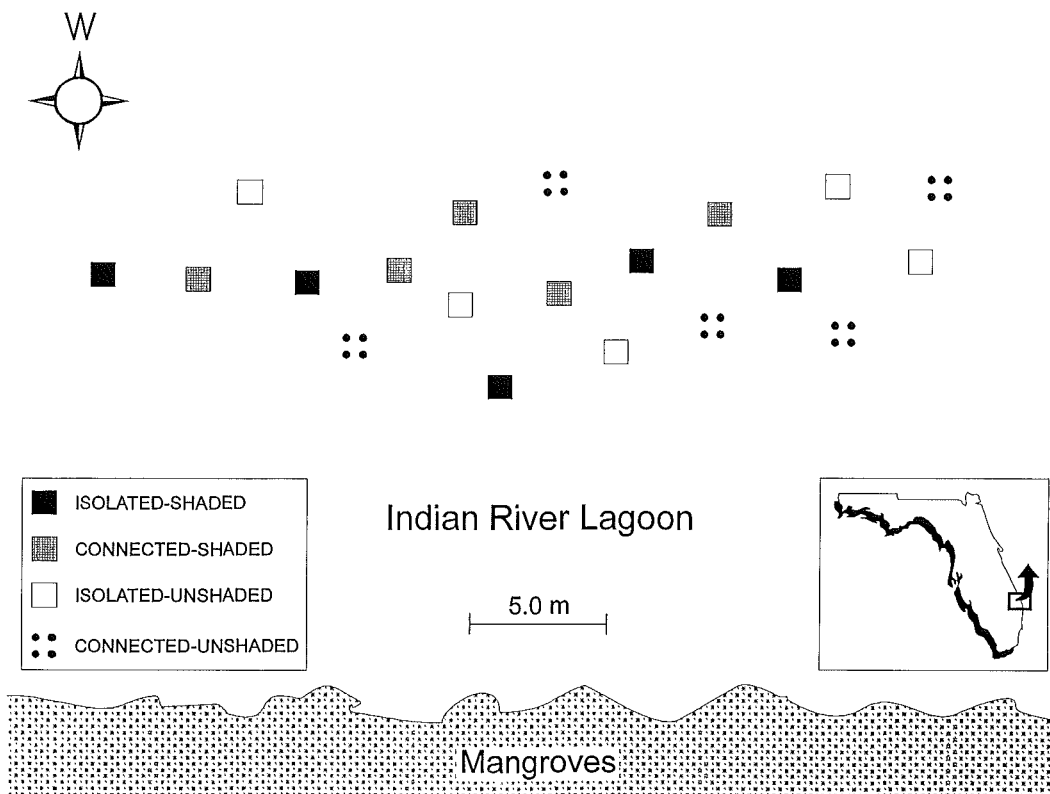 W
ISOLATED-SHADED
CONNECTED-SHADED
ISOLATED-UNSHADED
CONNECTED-UNSHADED
Indian River Lagoon
5.0 m
Mangroves